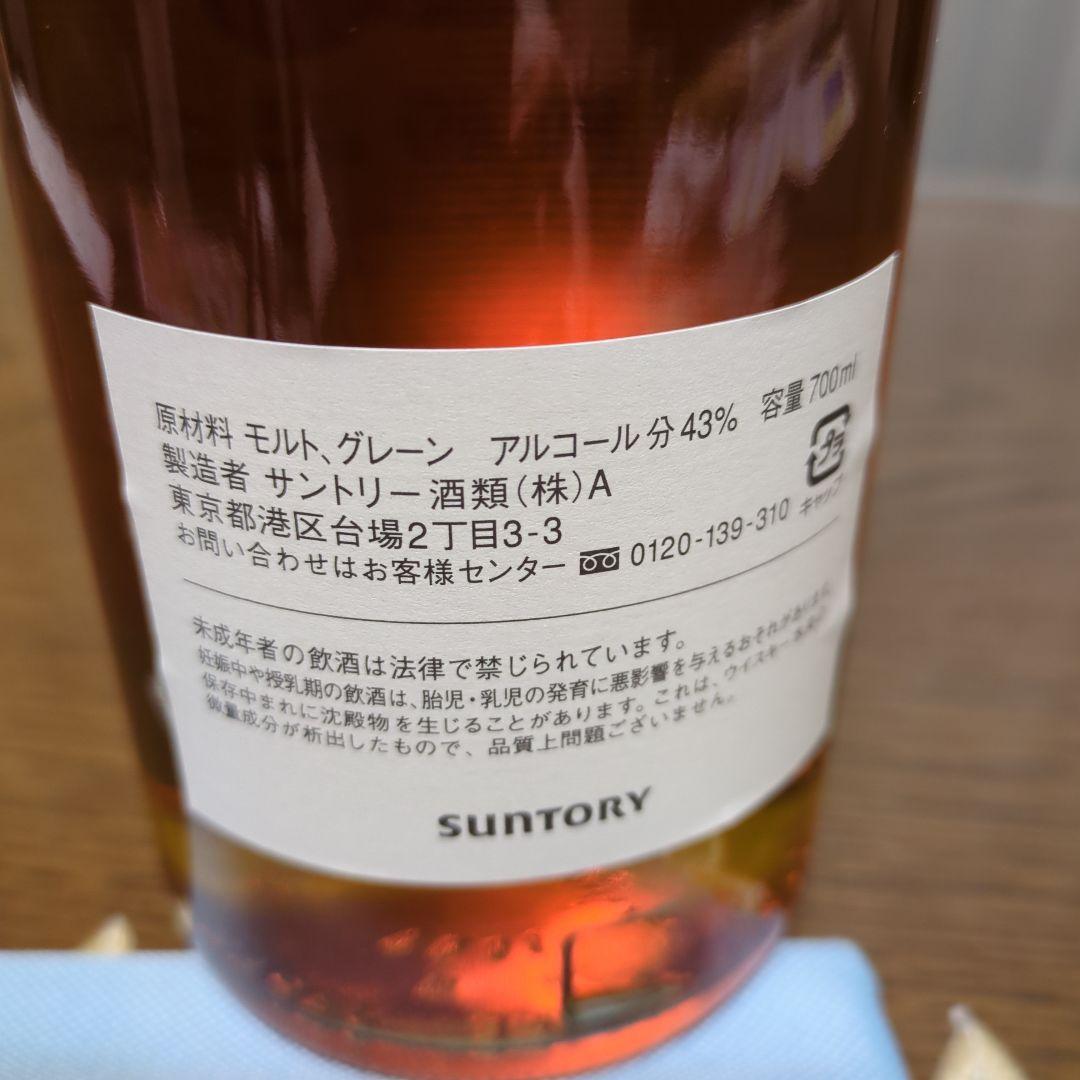 原材料 モルト、グレーン アルコール分43% 容量700ml
製造者 サントリー酒類(株)A
東京都港区台場2丁目3-3
プラ
お問い合わせはお客様センター 0120-139-310 キャップ
未成年者の飲酒は法律で禁じられています。
妊娠中や授乳期の飲酒は、胎児・乳児の発育に悪影響を与えるおそれがあります。
保存中まれに沈殿物を生じることがあります。これは、ウイスキー
微量成分が析出したもので、品質上問題ございません。
SUNTORY